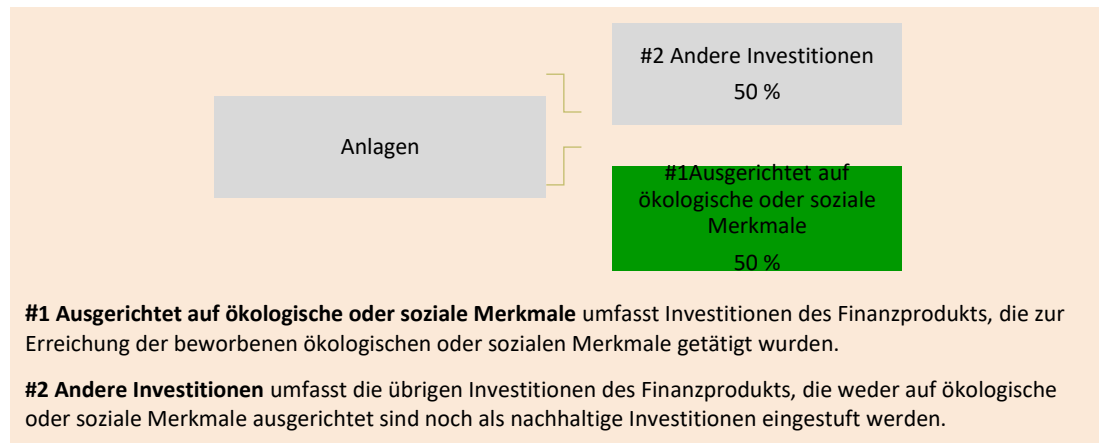 #2 Andere Investitionen
50 %
Anlagen
#1Ausgerichtet auf
ökologische oder soziale
Merkmale
50 %
#1 Ausgerichtet auf ökologische oder soziale Merkmale umfasst Investitionen des Finanzprodukts, die zur
Erreichung der beworbenen ökologischen oder sozialen Merkmale getätigt wurden.
#2 Andere Investitionen umfasst die übrigen Investitionen des Finanzprodukts, die weder auf ökologische
oder soziale Merkmale ausgerichtet sind noch als nachhaltige Investitionen eingestuft werden.